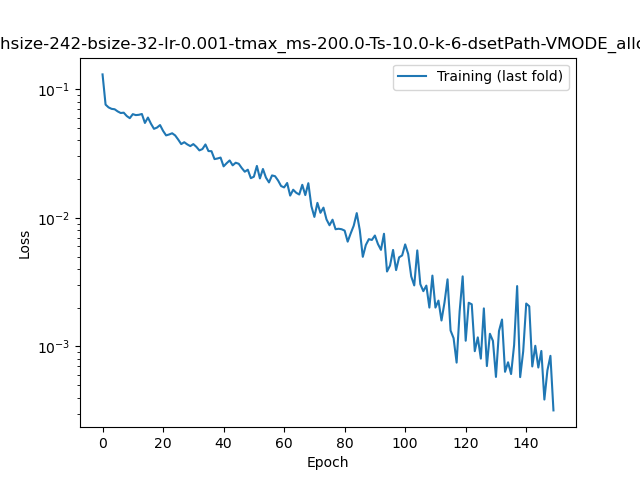 hsize-242-bsize-32-lr-0.001-tmax_ms-200.0-Ts-10.0-k-6-dsetPath-VMODE_allo
Training (last fold)
10⁻¹
10⁻²
10⁻³
Loss
0 20 40 60 80 100 120 140
Epoch